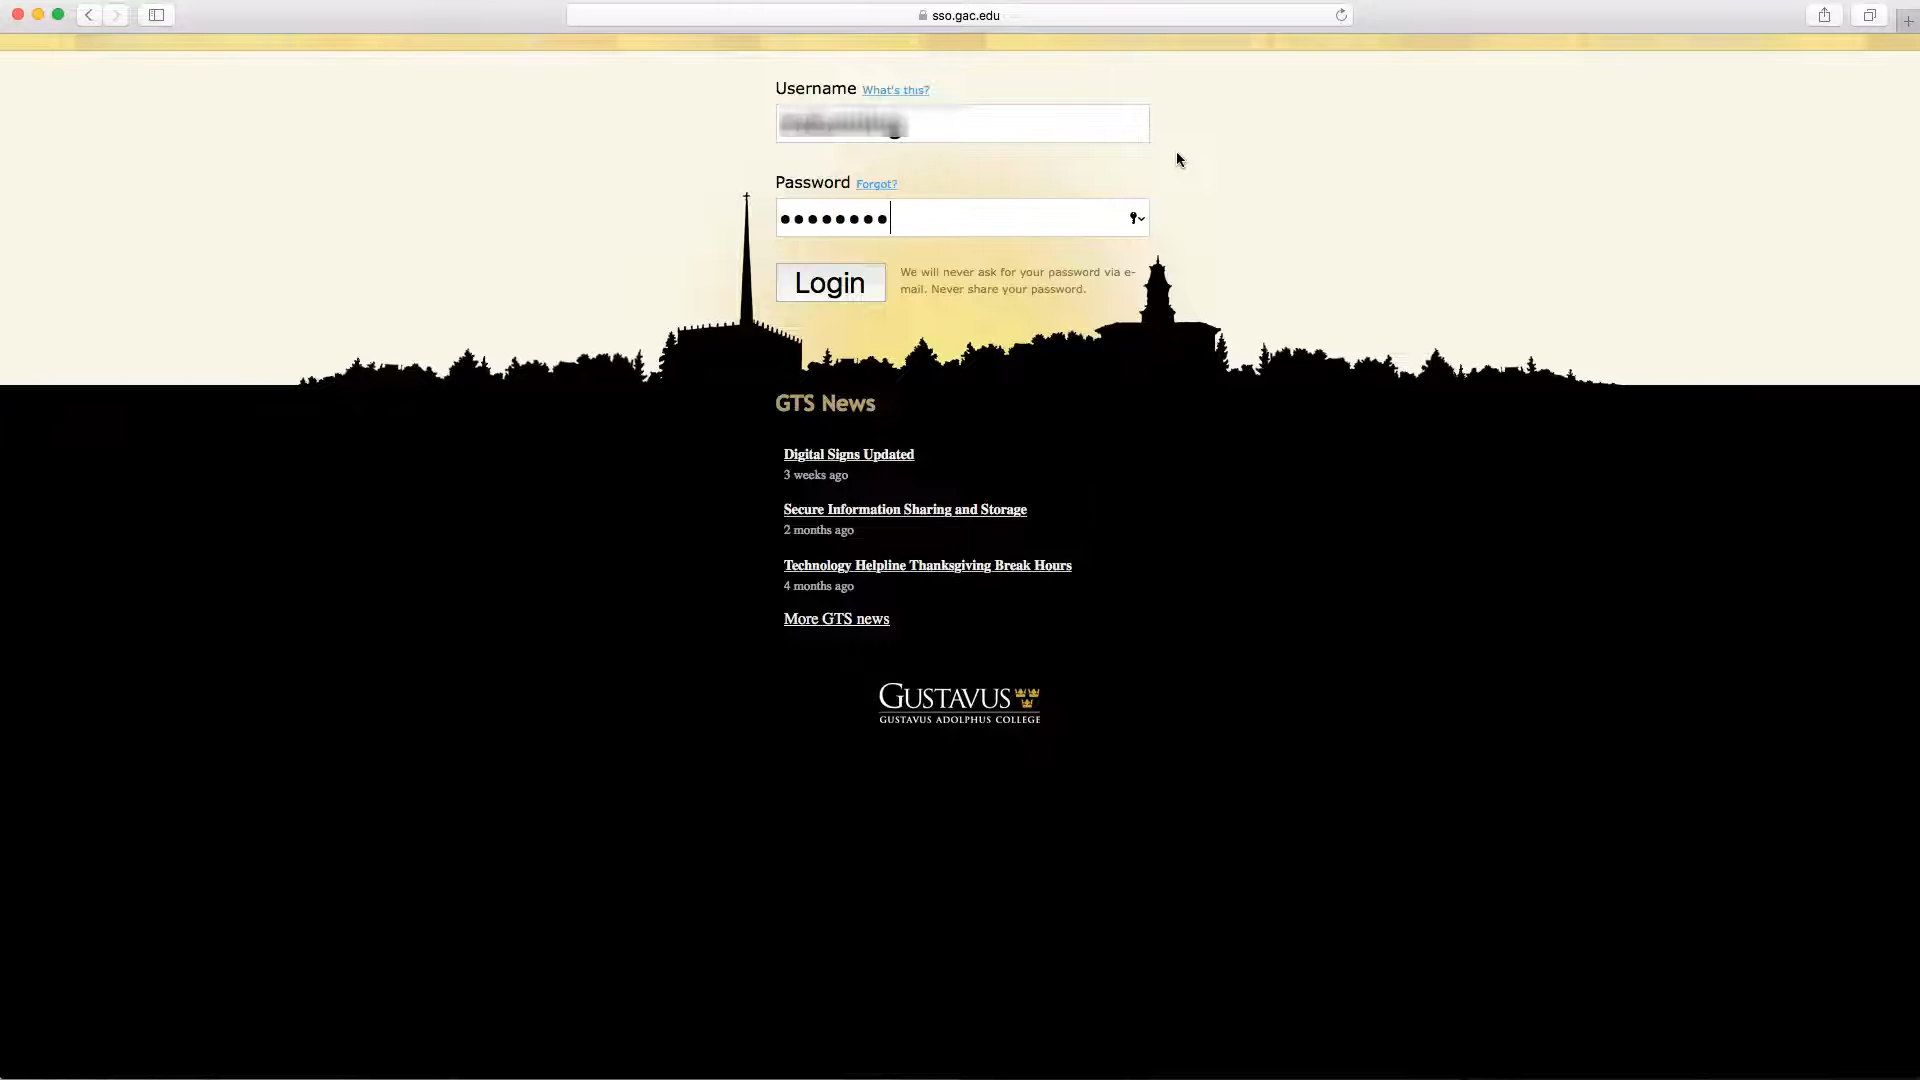 sso.gac.edu
Username What's this?
Password Forgot?
Login
We will never ask for your password via e-
mail. Never share your password.
GTS News
Digital Signs Updated
3 weeks ago
Secure Information Sharing and Storage
2 months ago
Technology Helpline Thanksgiving Break Hours
4 months ago
More GTS news
GUSTAVUS
GUSTAVUS ADOLPHUS COLLEGE